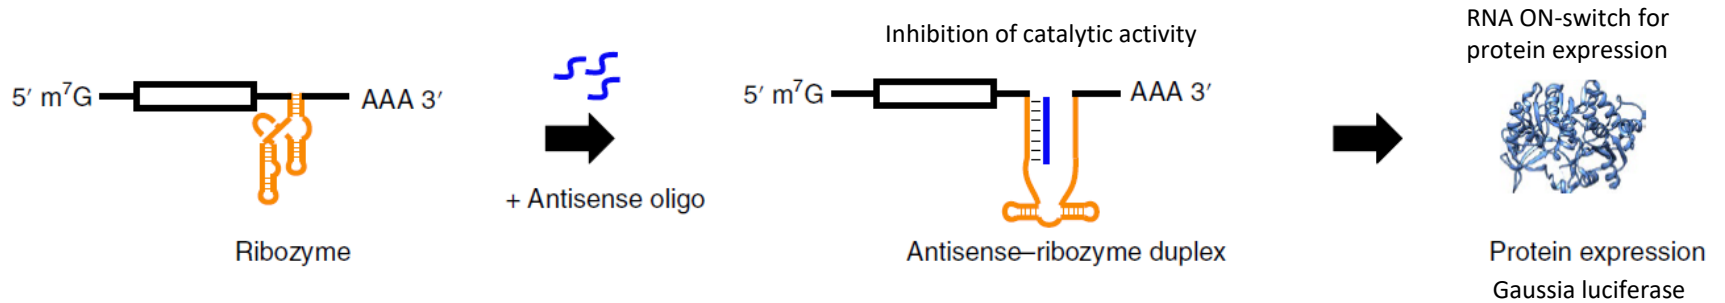 5′ m⁷G
AAA 3′
Ribozyme
+ Antisense oligo
Inhibition of catalytic activity
5′ m⁷G
AAA 3′
Antisense–ribozyme duplex
RNA ON-switch for
protein expression
Protein expression
Gaussia luciferase